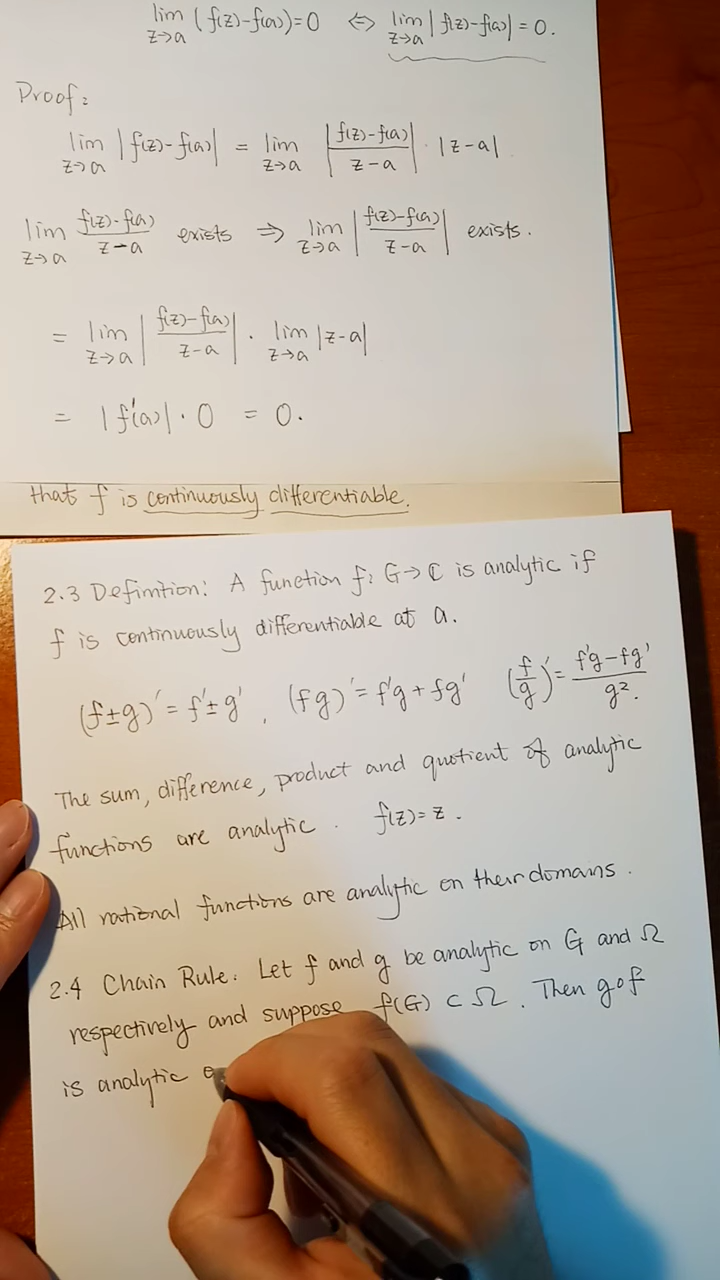 lim z→a (f(z)-f(a))=0 ⇔ lim z→a |f(z)-f(a)|=0.
Proof:
lim z→a |f(z)-f(a)| = lim z→a |f(z)-f(a)/z-a| · |z-a|
lim z→a f(z)-f(a)/z-a exists ⇒ lim z→a |f(z)-f(a)/z-a| exists.
= lim z→a |f(z)-f(a)/z-a| · lim z→a |z-a|
= |f'(a)| · 0 = 0.
that f is continuously differentiable.
2.3 Definition: A function f: G→ℂ is analytic if
f is continuously differentiable at a.
(f±g)'=f'±g', (fg)'=f'g+fg' (f/g)'=f'g-fg'/g².
The sum, difference, product and quotient of analytic
functions are analytic. f(z)=z.
All rational functions are analytic on their domains.
2.4 Chain Rule: Let f and g be analytic on G and Ω
respectively and suppose f(G)⊂Ω. Then g∘f
is analytic